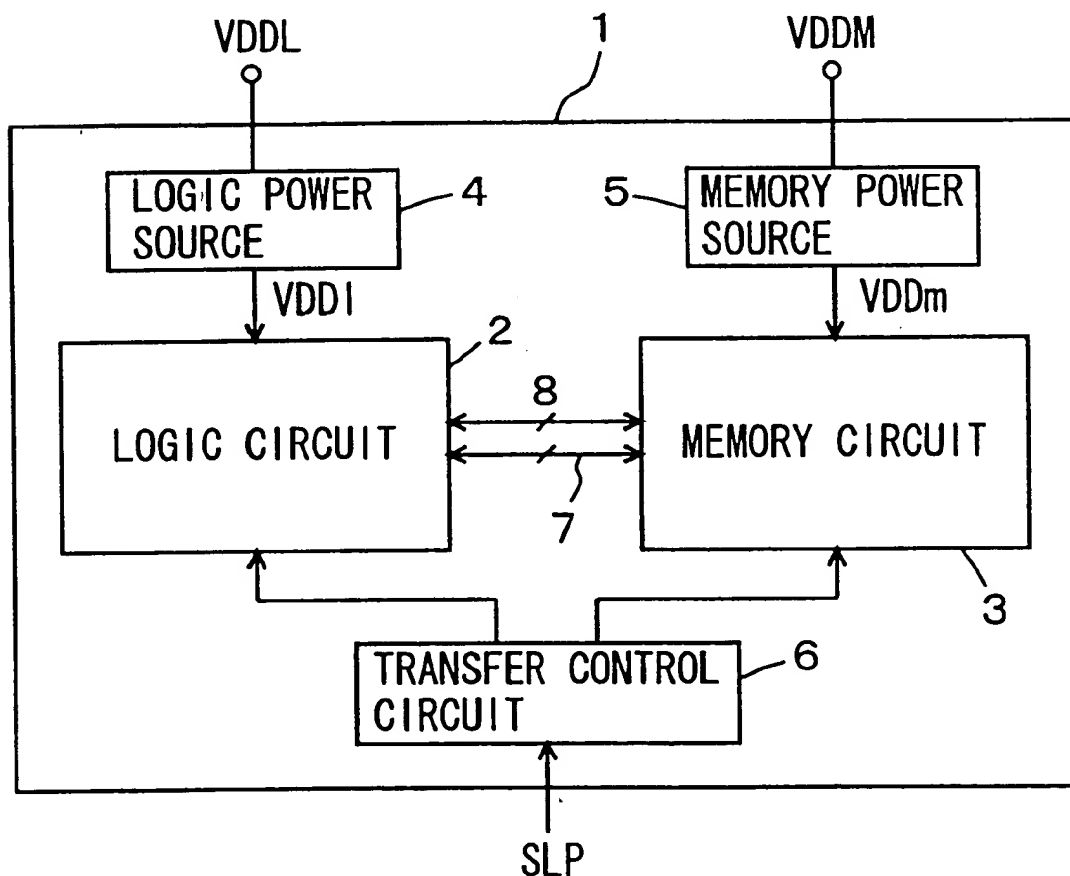 VDDL
1
VDDM
LOGIC POWER
SOURCE
4
5
MEMORY POWER
SOURCE
VDDl
VDDm
2
8
LOGIC CIRCUIT
MEMORY CIRCUIT
7
3
TRANSFER CONTROL
CIRCUIT
6
SLP